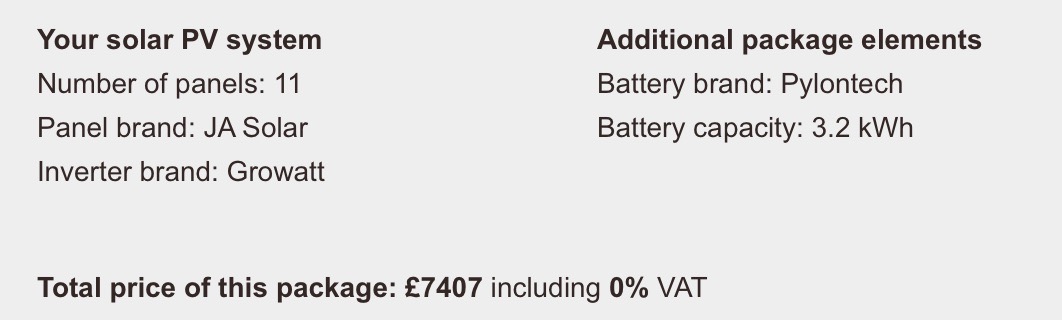 Your solar PV system
Number of panels: 11
Panel brand: JA Solar
Inverter brand: Growatt
Additional package elements
Battery brand: Pylontech
Battery capacity: 3.2 kWh
Total price of this package: £7407 including 0% VAT